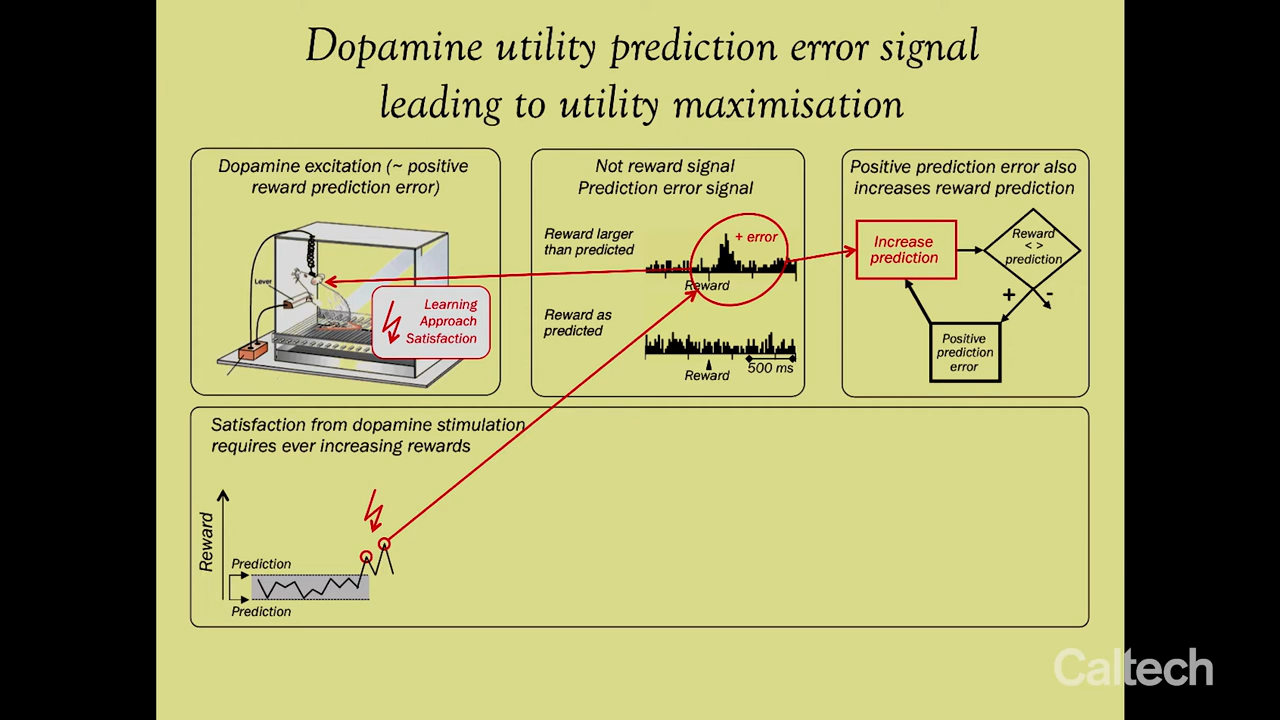 Dopamine utility prediction error signal
leading to utility maximisation
Dopamine excitation (~ positive
reward prediction error)
Lever
Learning
Approach
Satisfaction
Not reward signal
Prediction error signal
Reward larger
than predicted
+ error
Reward
Reward as
predicted
Reward
500 ms
Positive prediction error also
increases reward prediction
Increase
prediction
Reward
< >
prediction
+
-
Positive
prediction
error
Satisfaction from dopamine stimulation
requires ever increasing rewards
Reward
Prediction
Prediction
Caltech